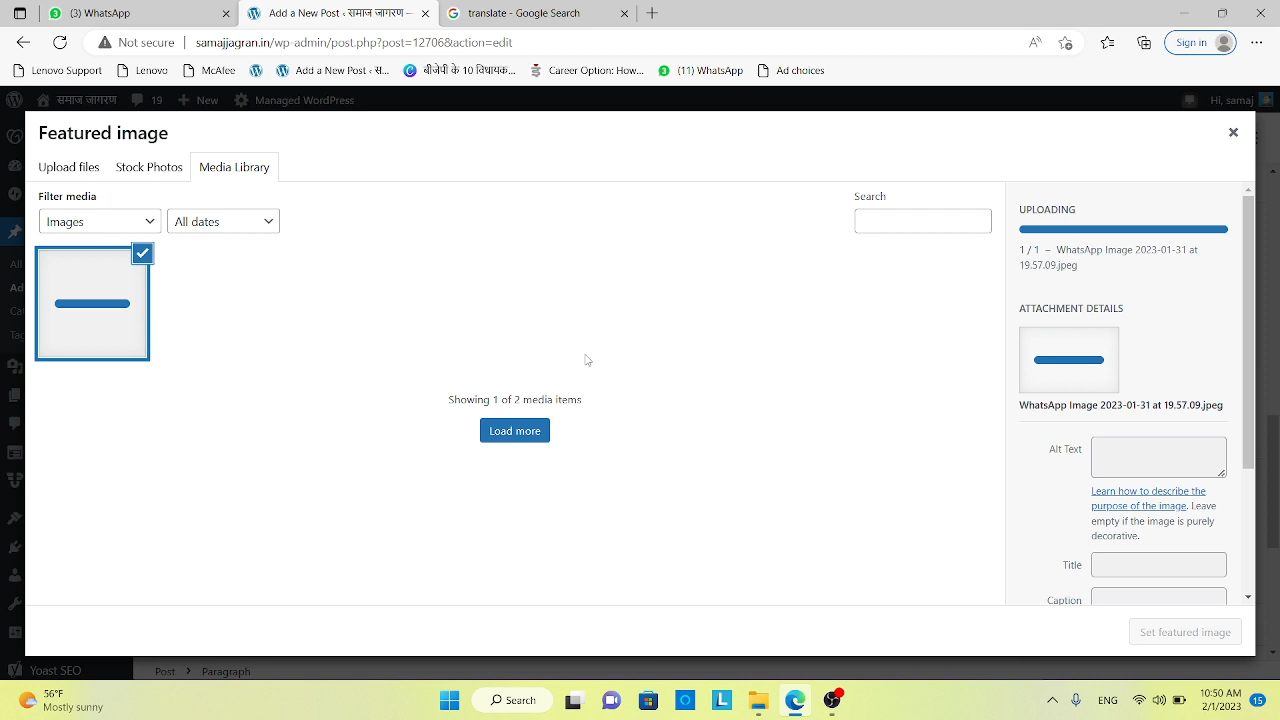 (3) WhatsApp
Add a New Post ‹ समाज जागरण —
translate - Google Search
Not secure
samajjagran.in/wp-admin/post.php?post=12706&action=edit
Sign in
Lenovo Support
Lenovo
McAfee
Add a New Post ‹ स...
बीजेपी के 10 विधायक...
Career Option: How...
(11) WhatsApp
Ad choices
समाज जागरण
19
New
Managed WordPress
Hi, samaj
Featured image
Upload files
Stock Photos
Media Library
Filter media
Search
Images
All dates
UPLOADING
1 / 1 – WhatsApp Image 2023-01-31 at
19.57.09.jpeg
All
Ad
Cat
Tag
ATTACHMENT DETAILS
Showing 1 of 2 media items
Load more
WhatsApp Image 2023-01-31 at 19.57.09.jpeg
Alt Text
Learn how to describe the
purpose of the image. Leave
empty if the image is purely
decorative.
Title
Caption
Set featured image
Yoast SEO
Post › Paragraph
56°F
Mostly sunny
Search
ENG
10:50 AM
2/1/2023
15